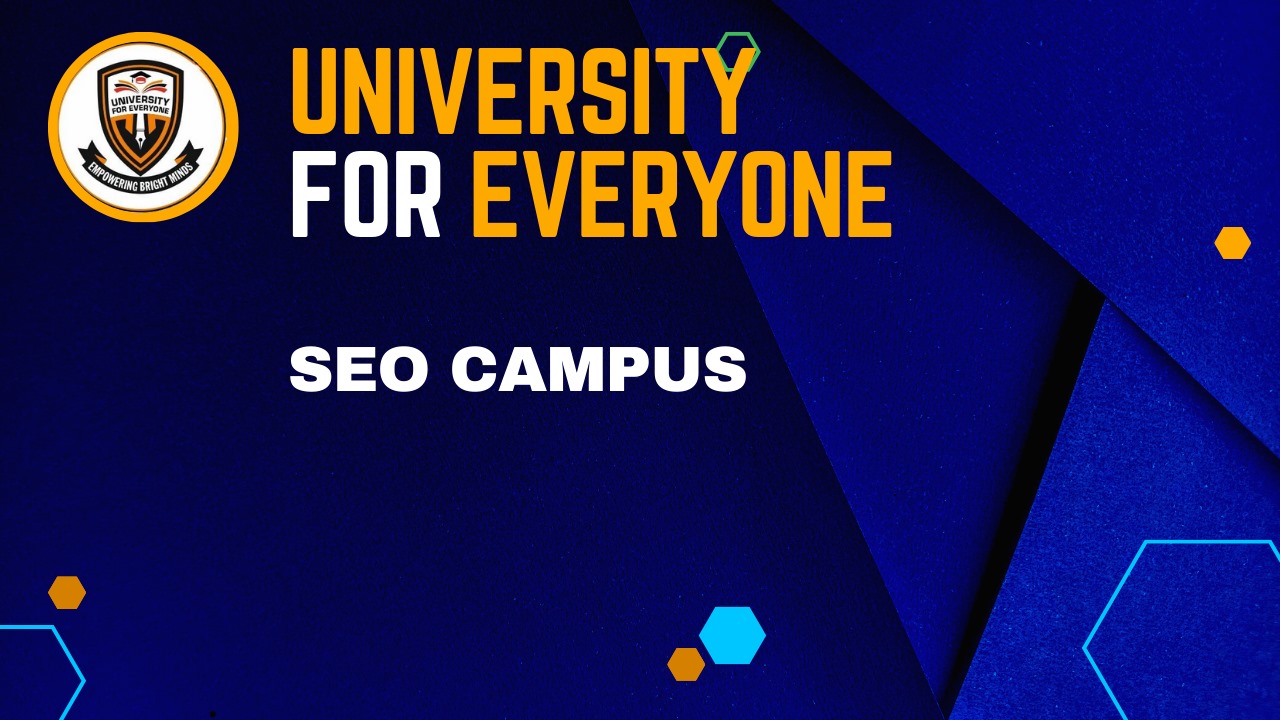 UNIVERSITY
FOR EVERYONE
EMPOWERING BRIGHT MINDS
UNIVERSITY
FOR EVERYONE
SEO CAMPUS